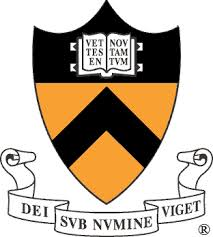 VET NOV
TES TAM
EN TVM
DEI SVB NVMINE VIGET
®